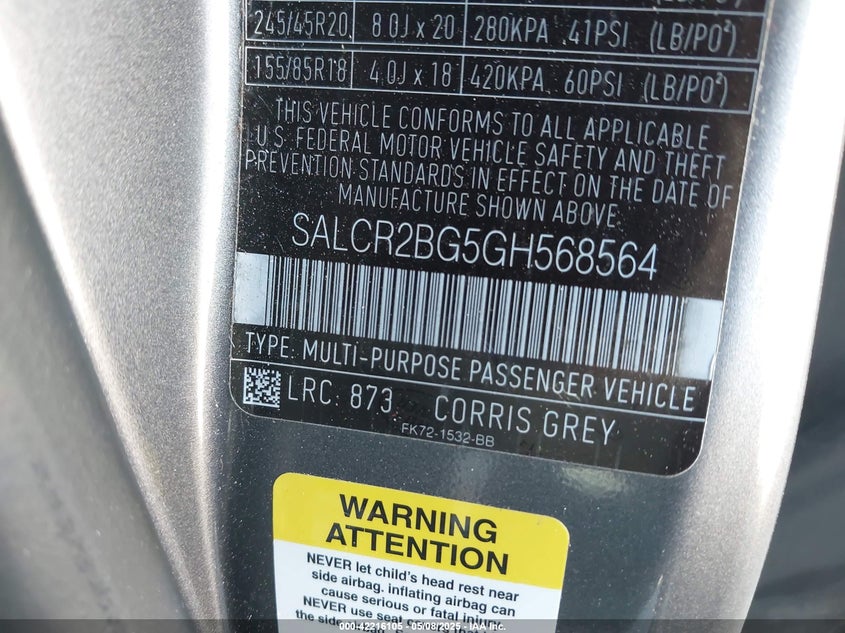 245/45R20 8.0J x 20 280KPA, 41PSI (LB/PO²)
155/85R18 4.0J x 18 420KPA, 60PSI (LB/PO²)
THIS VEHICLE CONFORMS TO ALL APPLICABLE
U.S. FEDERAL MOTOR VEHICLE SAFETY AND THEFT
PREVENTION STANDARDS IN EFFECT ON THE DATE OF
MANUFACTURE SHOWN ABOVE.
SALCR2BG5GH568564
TYPE: MULTI-PURPOSE PASSENGER VEHICLE
LRC: 873 CORRIS GREY
FK72-1532-BB
WARNING
ATTENTION
NEVER let child's head rest near
side airbag, inflating airbag can
cause serious or fatal injury.
NEVER use seat
the side
000-42216105 - 05/08/2025 - IAA Inc.